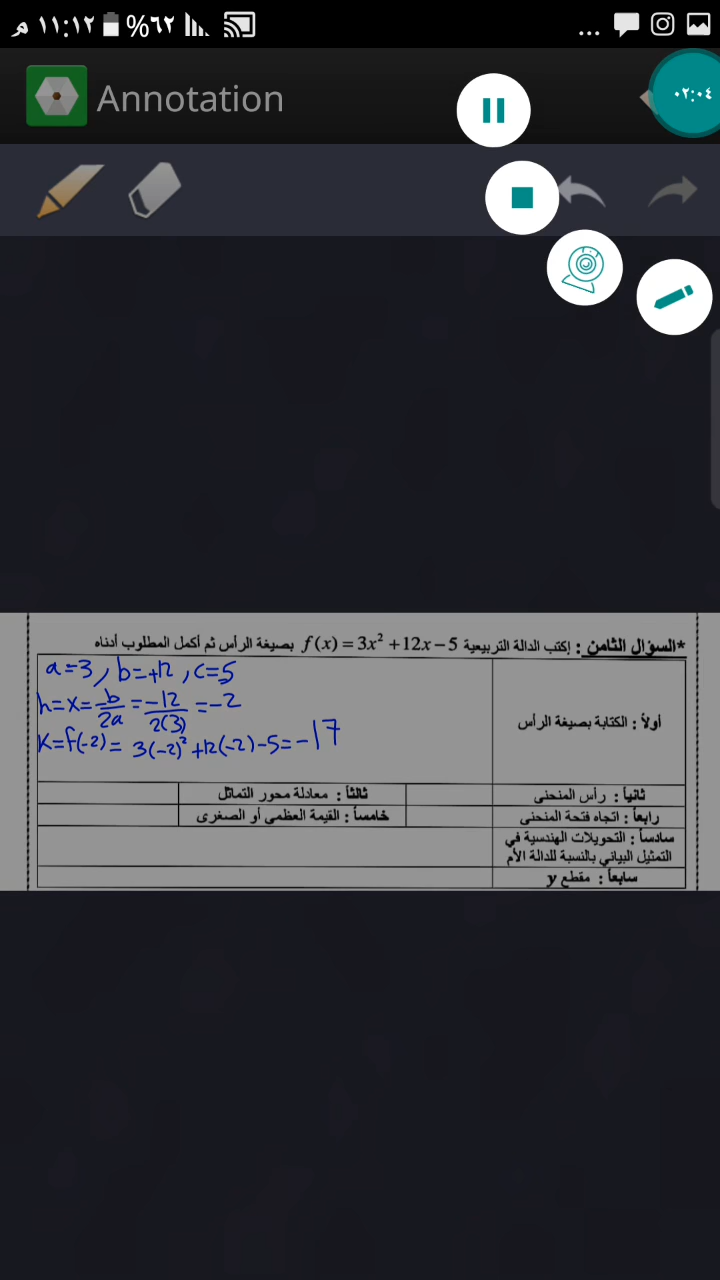 ١١:١٢ م %٦٢
...
Annotation
٠٢:٠٤
*السؤال الثامن : إكتب الدالة التربيعية f(x)=3x²+12x-5 بصيغة الرأس ثم أكمل المطلوب أدناه
أولاً : الكتابة بصيغة الرأس
a=3, b=+12, c=5
h=x=-b/2a=-12/2(3)=-2
K=f(-2)=3(-2)²+12(-2)-5=-17
ثانياً : رأس المنحنى
ثالثاً : معادلة محور التماثل
رابعاً : اتجاه فتحة المنحنى
خامساً : القيمة العظمى أو الصغرى
سادساً : التحويلات الهندسية في
التمثيل البياني بالنسبة للدالة الأم
سابعاً : مقطع y